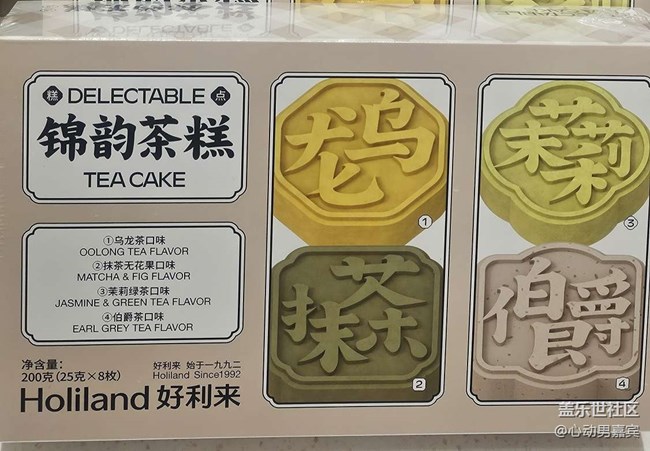 糕 DELECTABLE 点
锦韵茶糕
TEA CAKE
①乌龙茶口味
OOLONG TEA FLAVOR
②抹茶无花果口味
MATCHA & FIG FLAVOR
③茉莉绿茶口味
JASMINE & GREEN TEA FLAVOR
④伯爵茶口味
EARL GREY TEA FLAVOR
净含量:
200克(25克×8枚)
好利来 始于一九九二
Holiland Since1992
Holiland 好利来
乌龙
①
茉莉
③
抹茶
②
伯爵
④
盖乐世社区
@心动男嘉宾